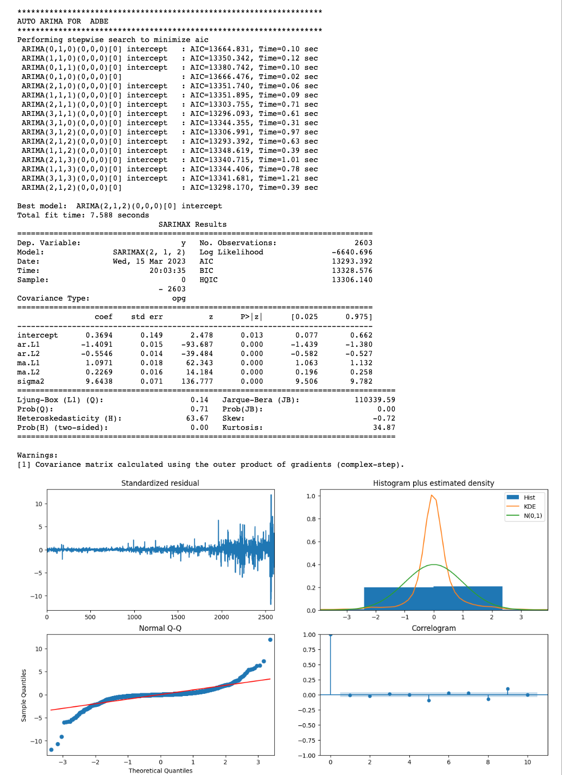 **********************************************************************
AUTO ARIMA FOR  ADBE
**********************************************************************
Performing stepwise search to minimize aic
ARIMA(0,1,0)(0,0,0)[0] intercept   : AIC=13664.831, Time=0.10 sec
ARIMA(1,1,0)(0,0,0)[0] intercept   : AIC=13350.342, Time=0.12 sec
ARIMA(0,1,1)(0,0,0)[0] intercept   : AIC=13380.742, Time=0.10 sec
ARIMA(0,1,0)(0,0,0)[0]             : AIC=13666.476, Time=0.02 sec
ARIMA(2,1,0)(0,0,0)[0] intercept   : AIC=13351.740, Time=0.06 sec
ARIMA(1,1,1)(0,0,0)[0] intercept   : AIC=13351.895, Time=0.09 sec
ARIMA(2,1,1)(0,0,0)[0] intercept   : AIC=13303.755, Time=0.71 sec
ARIMA(3,1,1)(0,0,0)[0] intercept   : AIC=13296.093, Time=0.61 sec
ARIMA(3,1,0)(0,0,0)[0] intercept   : AIC=13344.355, Time=0.31 sec
ARIMA(3,1,2)(0,0,0)[0] intercept   : AIC=13306.991, Time=0.97 sec
ARIMA(2,1,2)(0,0,0)[0] intercept   : AIC=13293.392, Time=0.63 sec
ARIMA(1,1,2)(0,0,0)[0] intercept   : AIC=13348.619, Time=0.39 sec
ARIMA(2,1,3)(0,0,0)[0] intercept   : AIC=13340.715, Time=1.01 sec
ARIMA(1,1,3)(0,0,0)[0] intercept   : AIC=13344.406, Time=0.78 sec
ARIMA(3,1,3)(0,0,0)[0] intercept   : AIC=13341.681, Time=1.21 sec
ARIMA(2,1,2)(0,0,0)[0]             : AIC=13298.170, Time=0.39 sec
Best model:  ARIMA(2,1,2)(0,0,0)[0] intercept
Total fit time: 7.588 seconds
SARIMAX Results
==============================================================================
Dep. Variable: y No. Observations: 2603
Model: SARIMAX(2, 1, 2) Log Likelihood -6640.696
Date: Wed, 15 Mar 2023 AIC 13293.392
Time: 20:03:35 BIC 13328.576
Sample: 0 HQIC 13306.140
- 2603
Covariance Type: opg
==============================================================================
coef std err z P>|z| [0.025 0.975]
------------------------------------------------------------------------------
intercept 0.3694 0.149 2.478 0.013 0.077 0.662
ar.L1 -1.4091 0.015 -93.687 0.000 -1.439 -1.380
ar.L2 -0.5546 0.014 -39.484 0.000 -0.582 -0.527
ma.L1 1.0971 0.018 62.343 0.000 1.063 1.132
ma.L2 0.2269 0.016 14.184 0.000 0.196 0.258
sigma2 9.6438 0.071 136.777 0.000 9.506 9.782
===================================================================================
Ljung-Box (L1) (Q): 0.14 Jarque-Bera (JB): 110339.59
Prob(Q): 0.71 Prob(JB): 0.00
Heteroskedasticity (H): 63.67 Skew: -0.72
Prob(H) (two-sided): 0.00 Kurtosis: 34.87
===================================================================================
Warnings:
[1] Covariance matrix calculated using the outer product of gradients (complex-step).
Standardized residual
10
5
0
−5
−10
0 500 1000 1500 2000 2500
Histogram plus estimated density
Hist
KDE
N(0,1)
1.0
0.8
0.6
0.4
0.2
0.0
−3 −2 −1 0 1 2 3
Normal Q-Q
Sample Quantiles
10
5
0
−5
−10
−3 −2 −1 0 1 2 3
Theoretical Quantiles
Correlogram
1.00
0.75
0.50
0.25
0.00
−0.25
−0.50
−0.75
−1.00
0 2 4 6 8 10